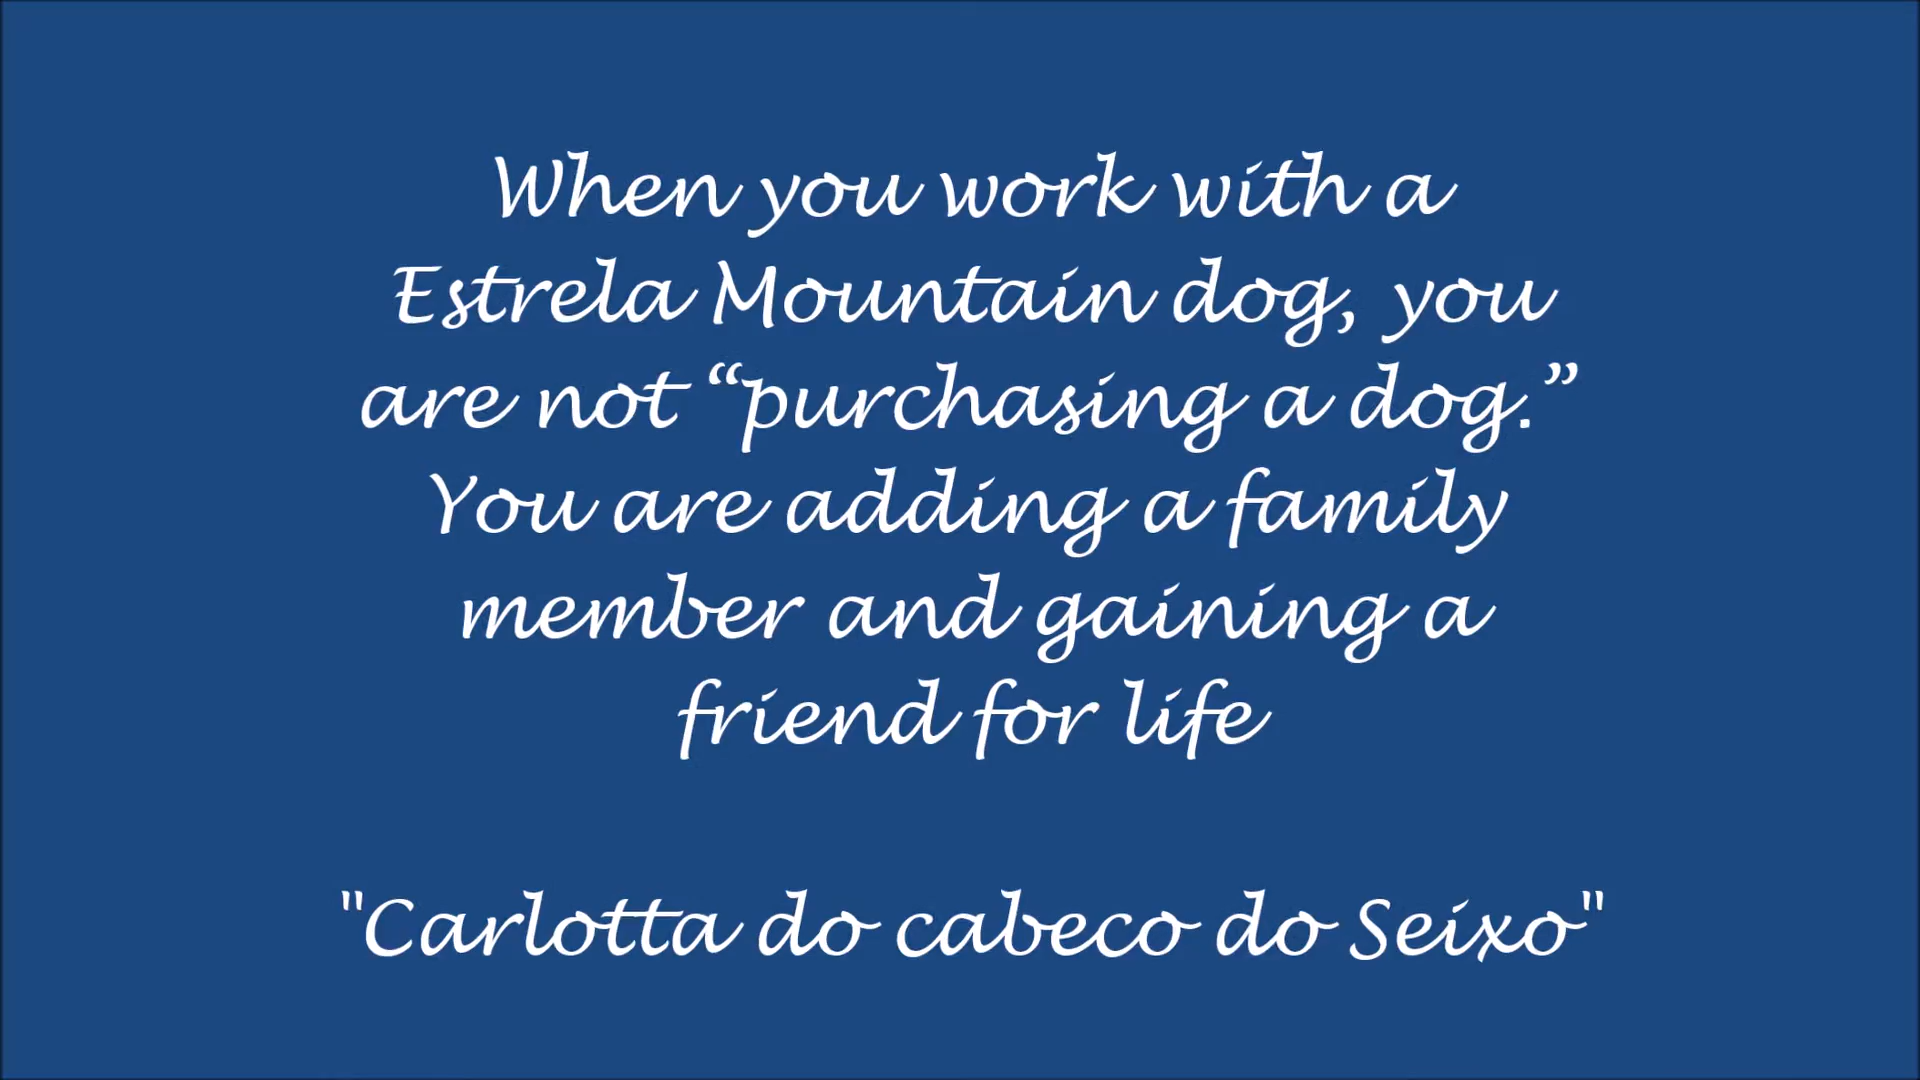 When you work with a
Estrela Mountain dog, you
are not “purchasing a dog.”
You are adding a family
member and gaining a
friend for life
"Carlotta do cabeco do Seixo"